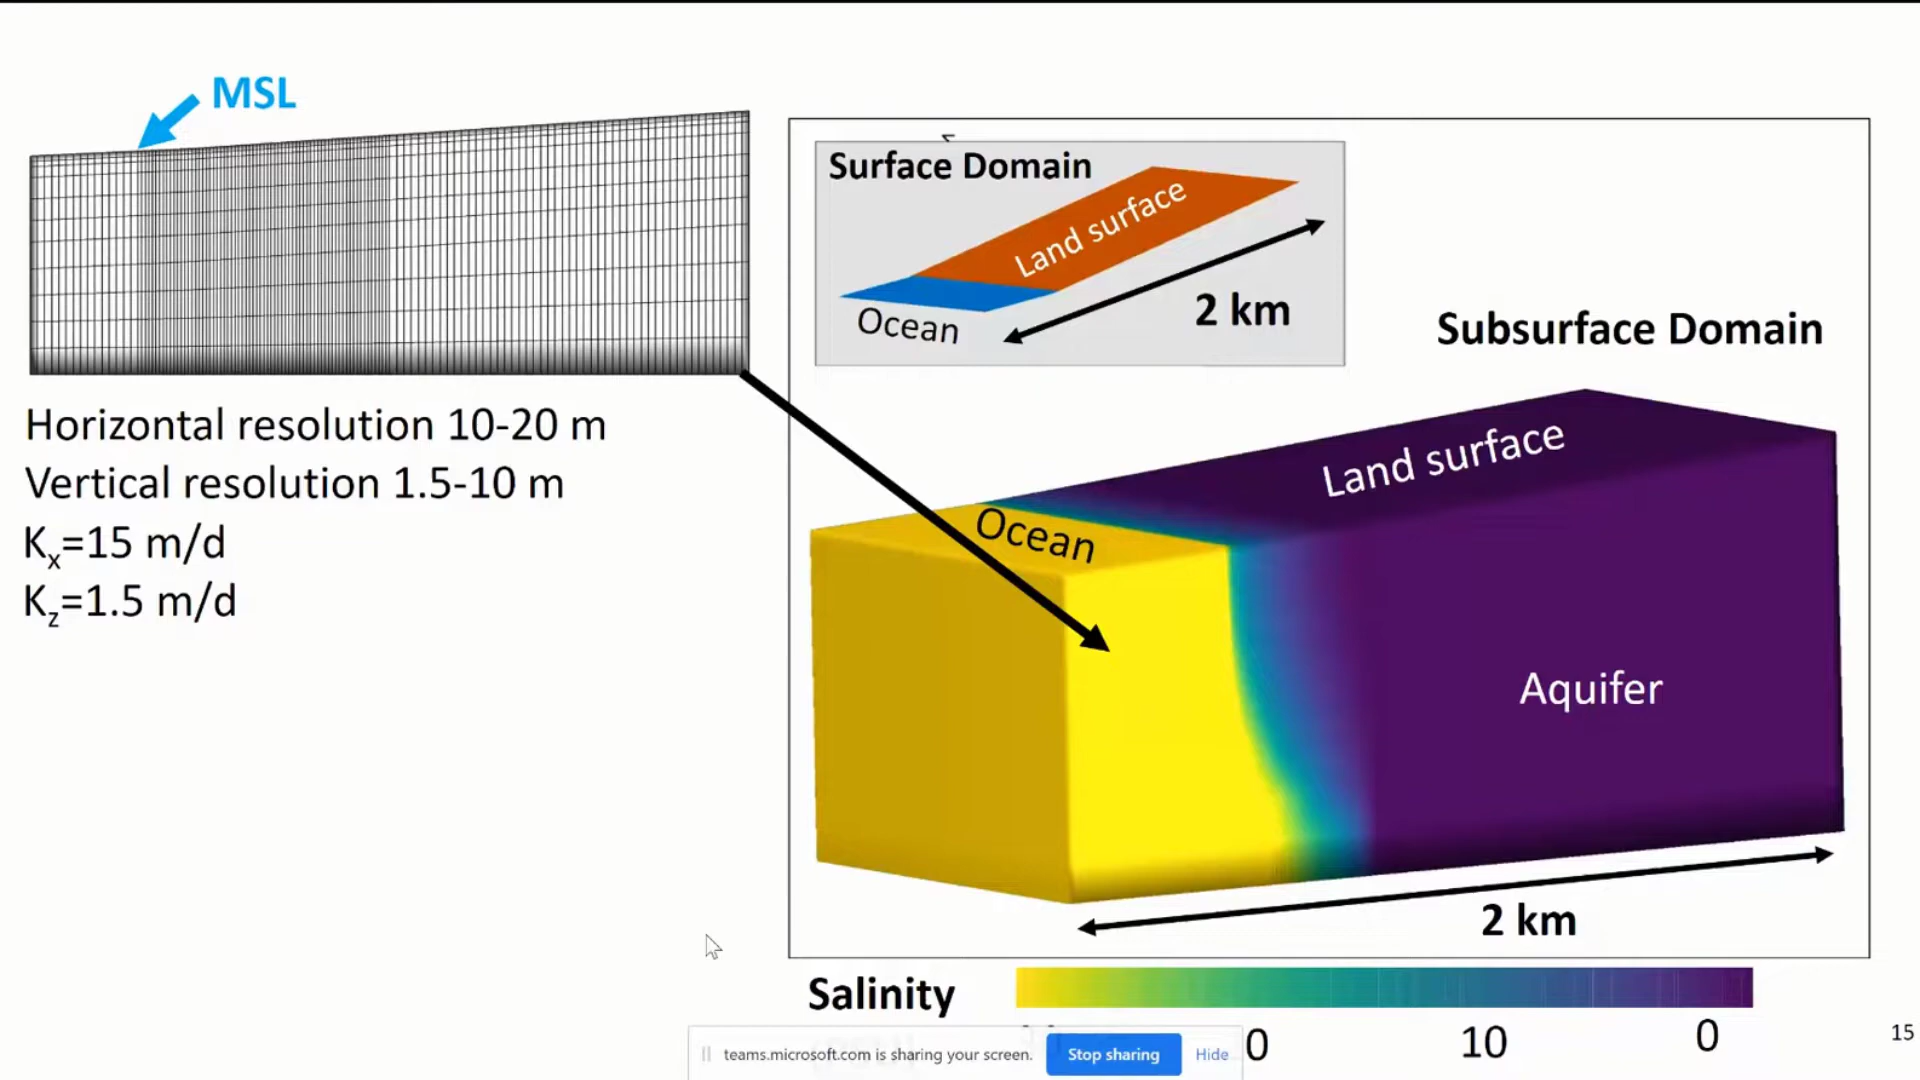 MSL
Horizontal resolution 10-20 m
Vertical resolution 1.5-10 m
Kx=15 m/d
Kz=1.5 m/d
Surface Domain
Land surface
Ocean
2 km
Subsurface Domain
Land surface
Ocean
Aquifer
2 km
Salinity
0 10 0
15
teams.microsoft.com is sharing your screen.
Stop sharing
Hide